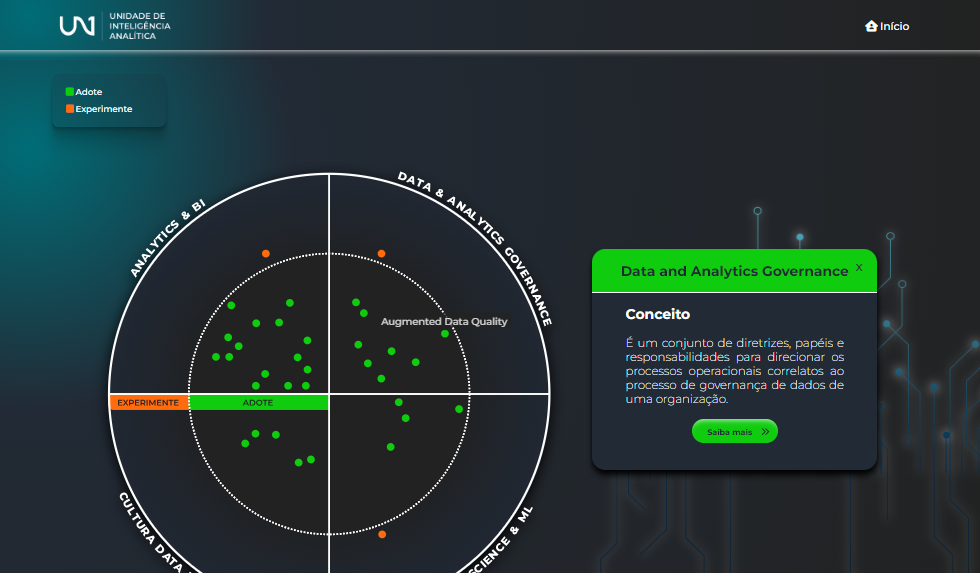 UN1
UNIDADE DE
INTELIGÊNCIA
ANALÍTICA
Início
Adote
Experimente
ANALYTICS & BI
DATA & ANALYTICS GOVERNANCE
Augmented Data Quality
EXPERIMENTE
ADOTE
CULTURA DATA
SCIENCE & ML
Data and Analytics Governance
X
Conceito
É um conjunto de diretrizes, papéis e
responsabilidades para direcionar os
processos operacionais correlatos ao
processo de governança de dados de
uma organização.
Saiba mais »